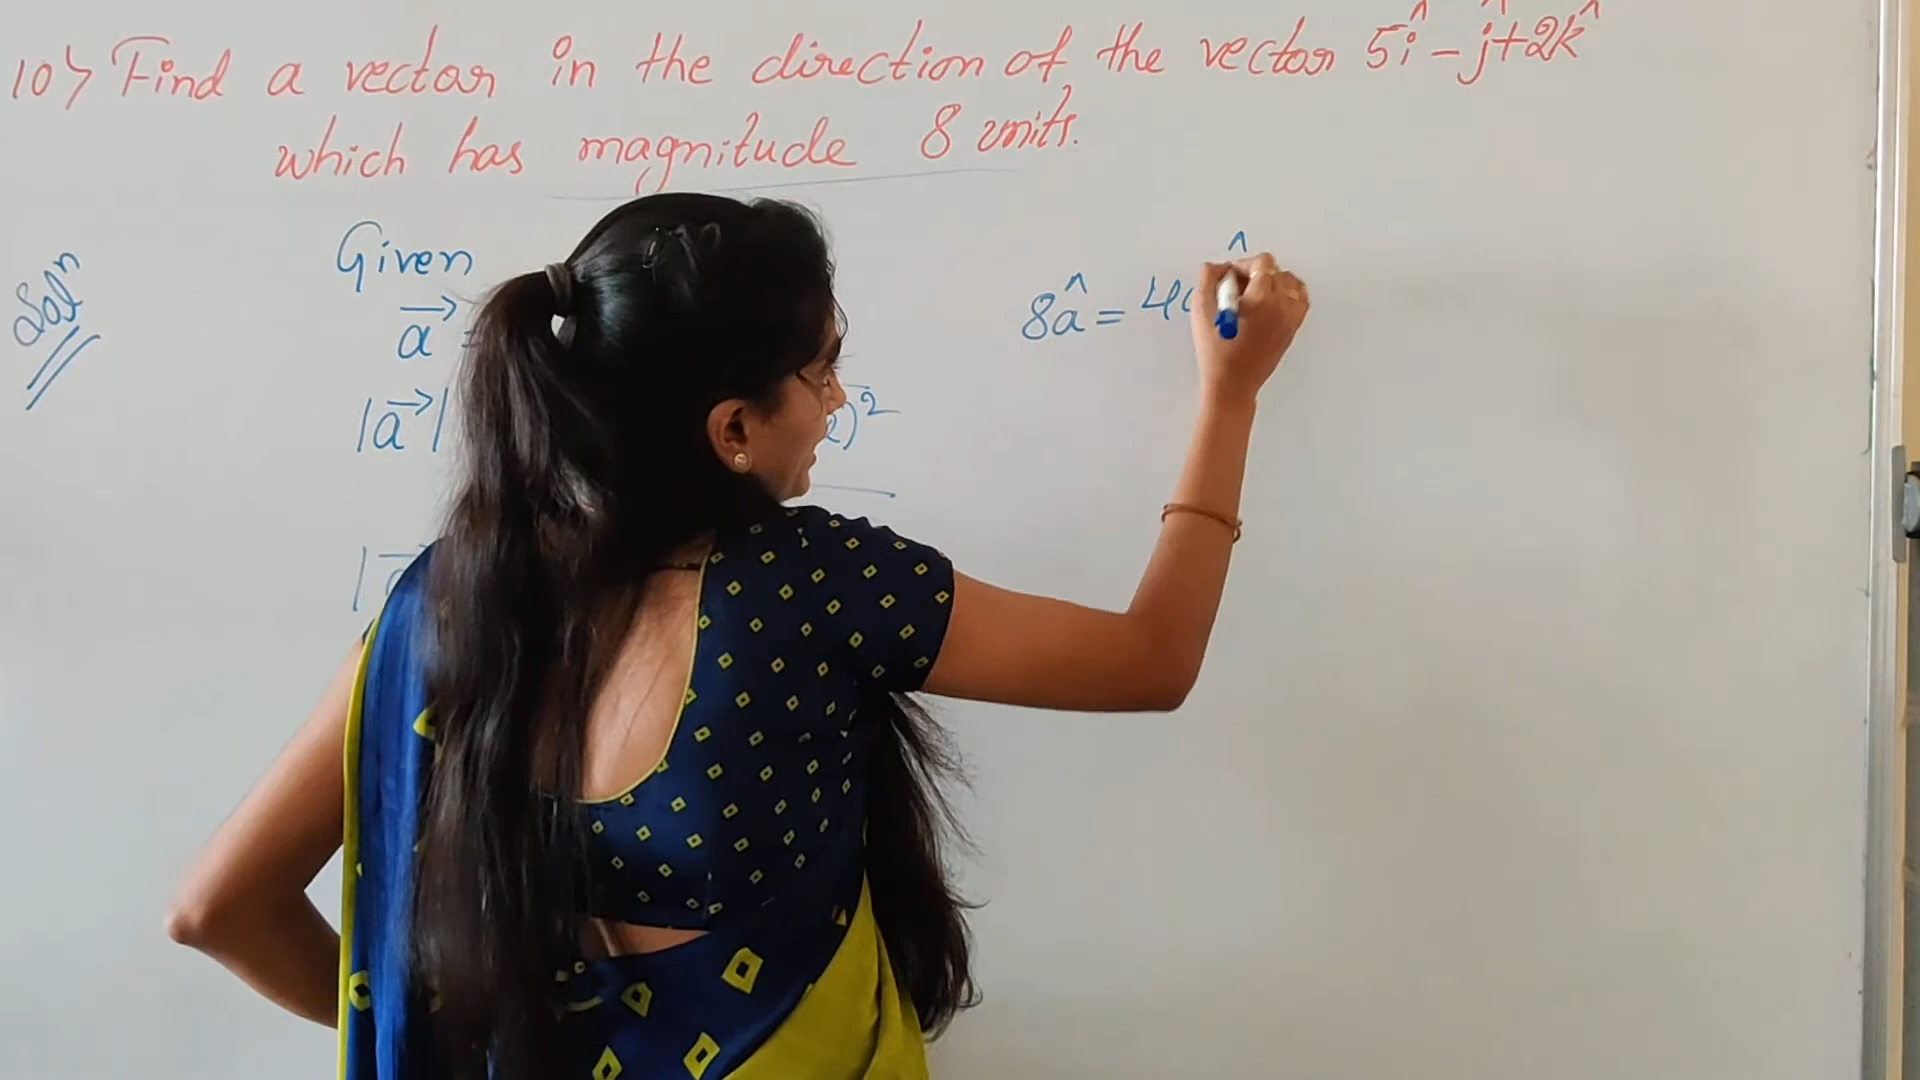 10) Find a vector in the direction of the vector 5î - ĵ + 2k̂
which has magnitude 8 units.
Solⁿ
Given
a⃗ =
|a⃗|
)²
8â = 4